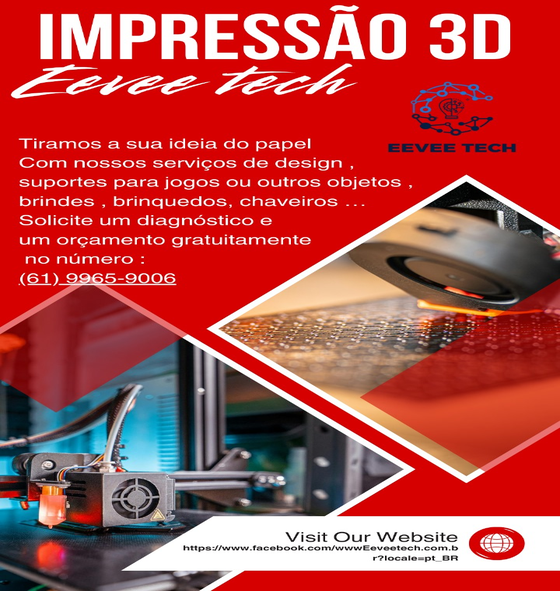 IMPRESSÃO 3D
Eevee tech
EEVEE TECH
Tiramos a sua ideia do papel
Com nossos serviços de design ,
suportes para jogos ou outros objetos ,
brindes , brinquedos, chaveiros ...
Solicite um diagnóstico e
um orçamento gratuitamente
no número :
(61) 9965-9006
Visit Our Website
https://www.facebook.com/wwwEeveetech.com.b
r?locale=pt_BR